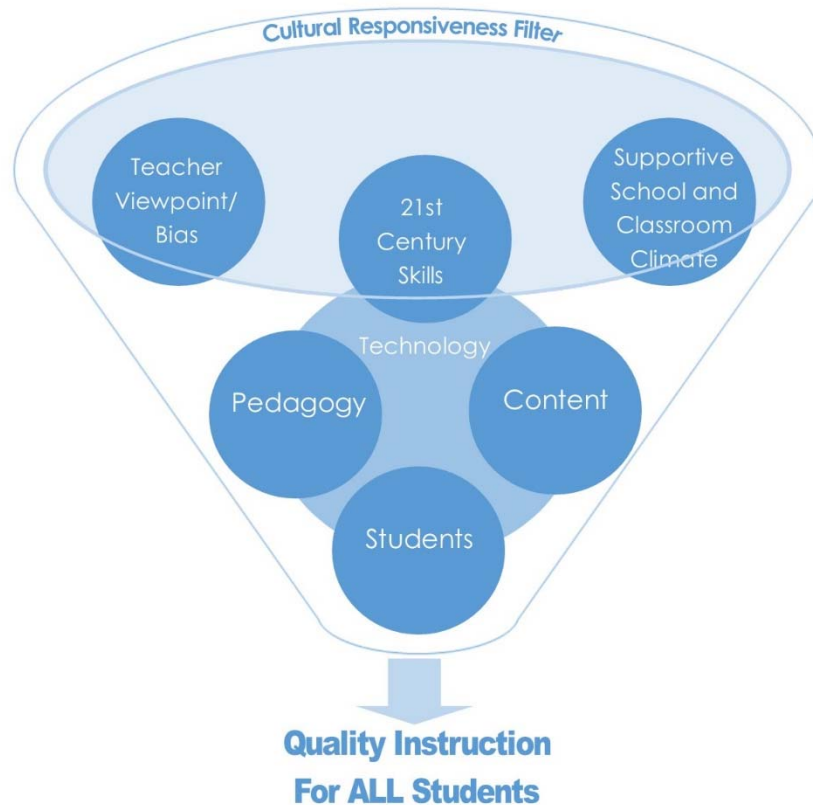 Cultural Responsiveness Filter
Teacher
Viewpoint/
Bias
21st
Century
Skills
Supportive
School and
Classroom
Climate
Technology
Pedagogy
Content
Students
Quality Instruction
For ALL Students